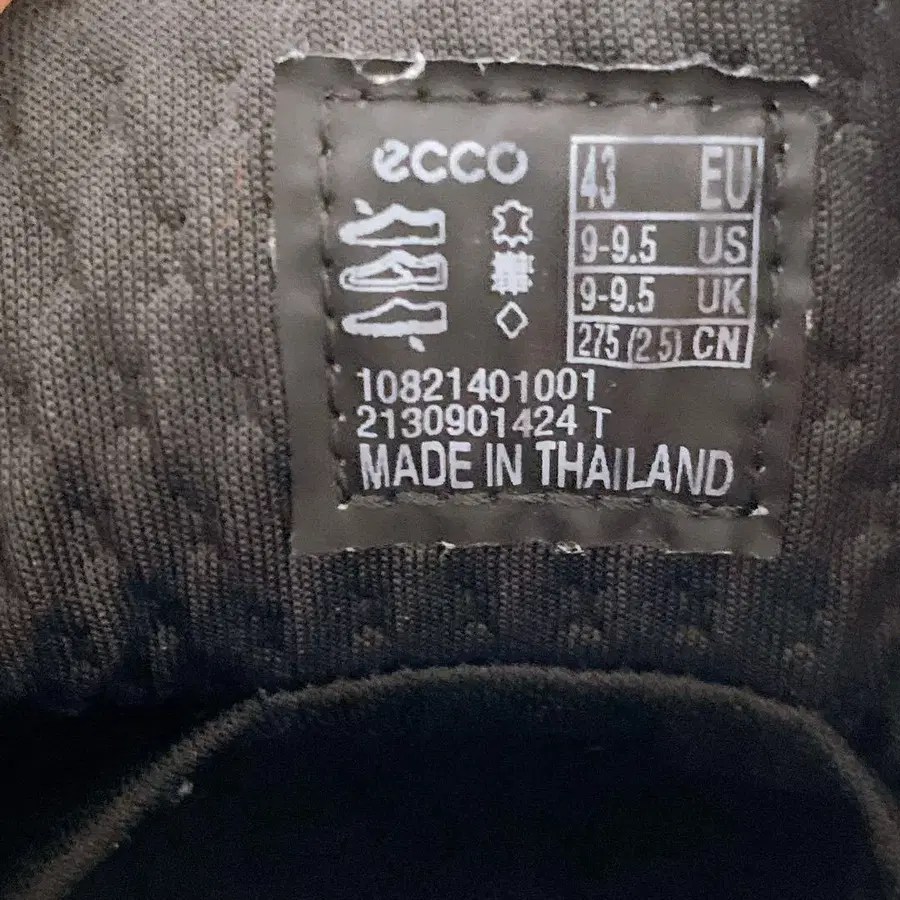 ecco
43 EU
9-9.5 US
9-9.5 UK
275 (2.5) CN
10821401001
2130901424 T
MADE IN THAILAND